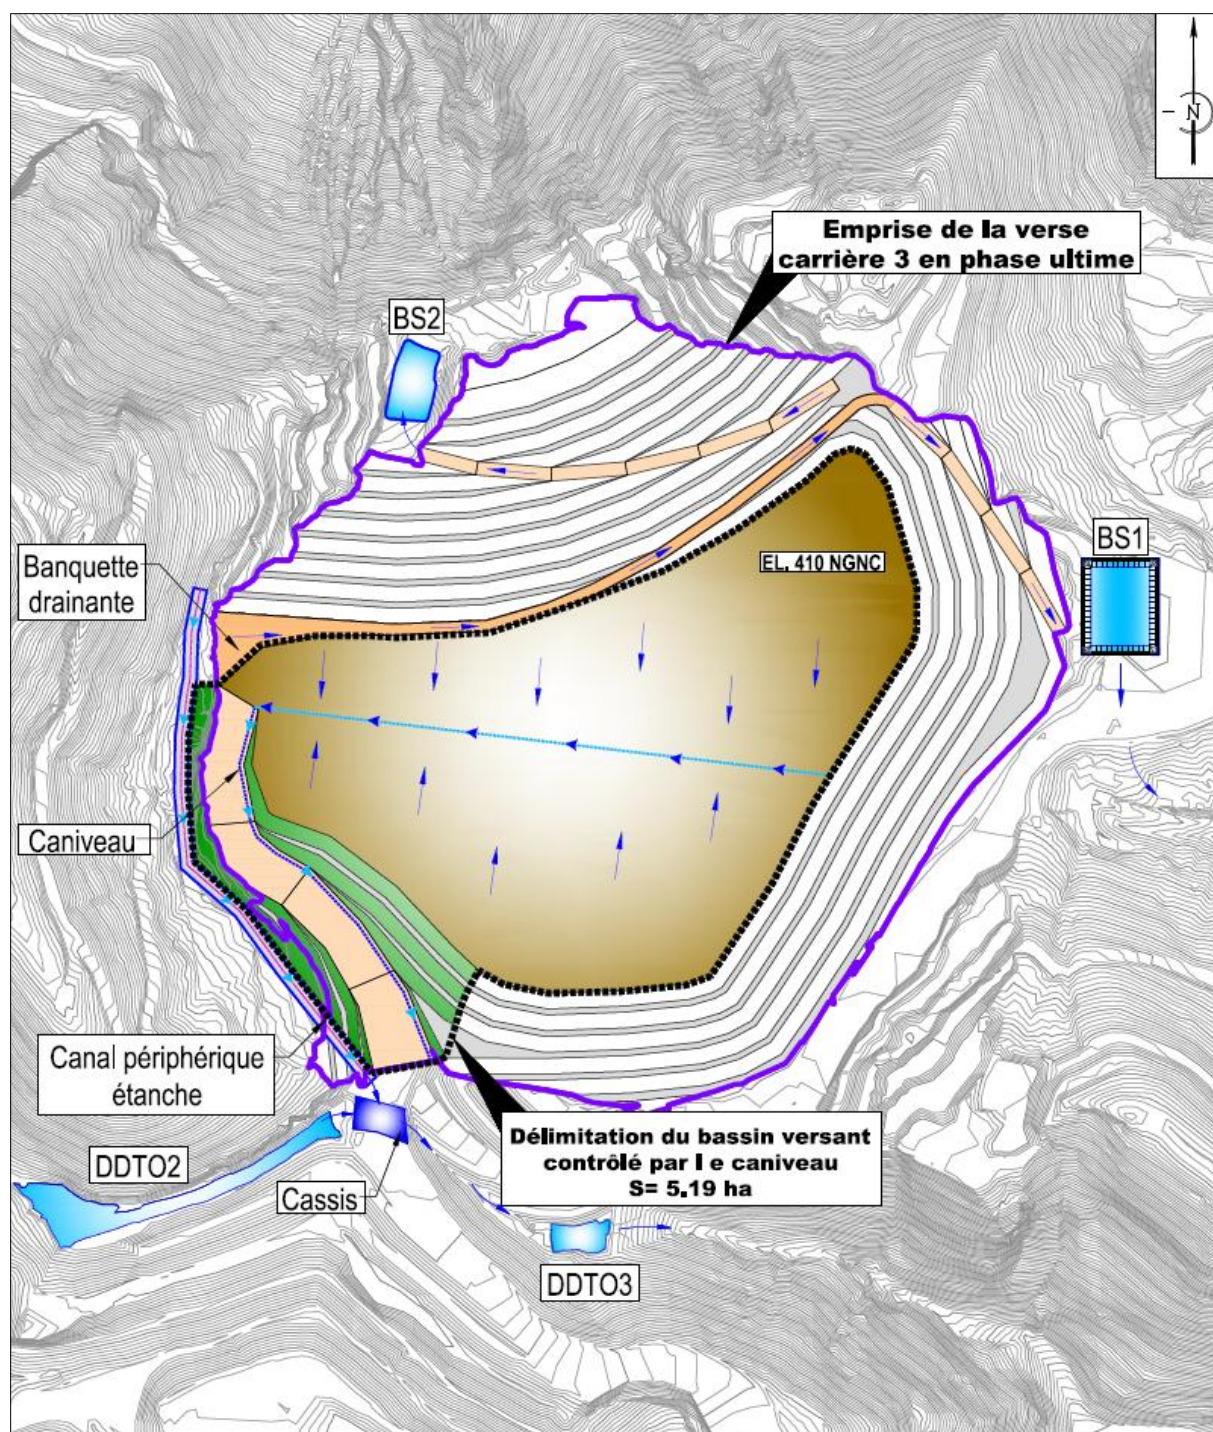 N
Emprise de la verse
carrière 3 en phase ultime
BS2
EL. 410 NGNC
BS1
Banquette
drainante
Caniveau
Canal périphérique
étanche
Délimitation du bassin versant
contrôlé par l e caniveau
S= 5.19 ha
DDTO2
Cassis
DDTO3